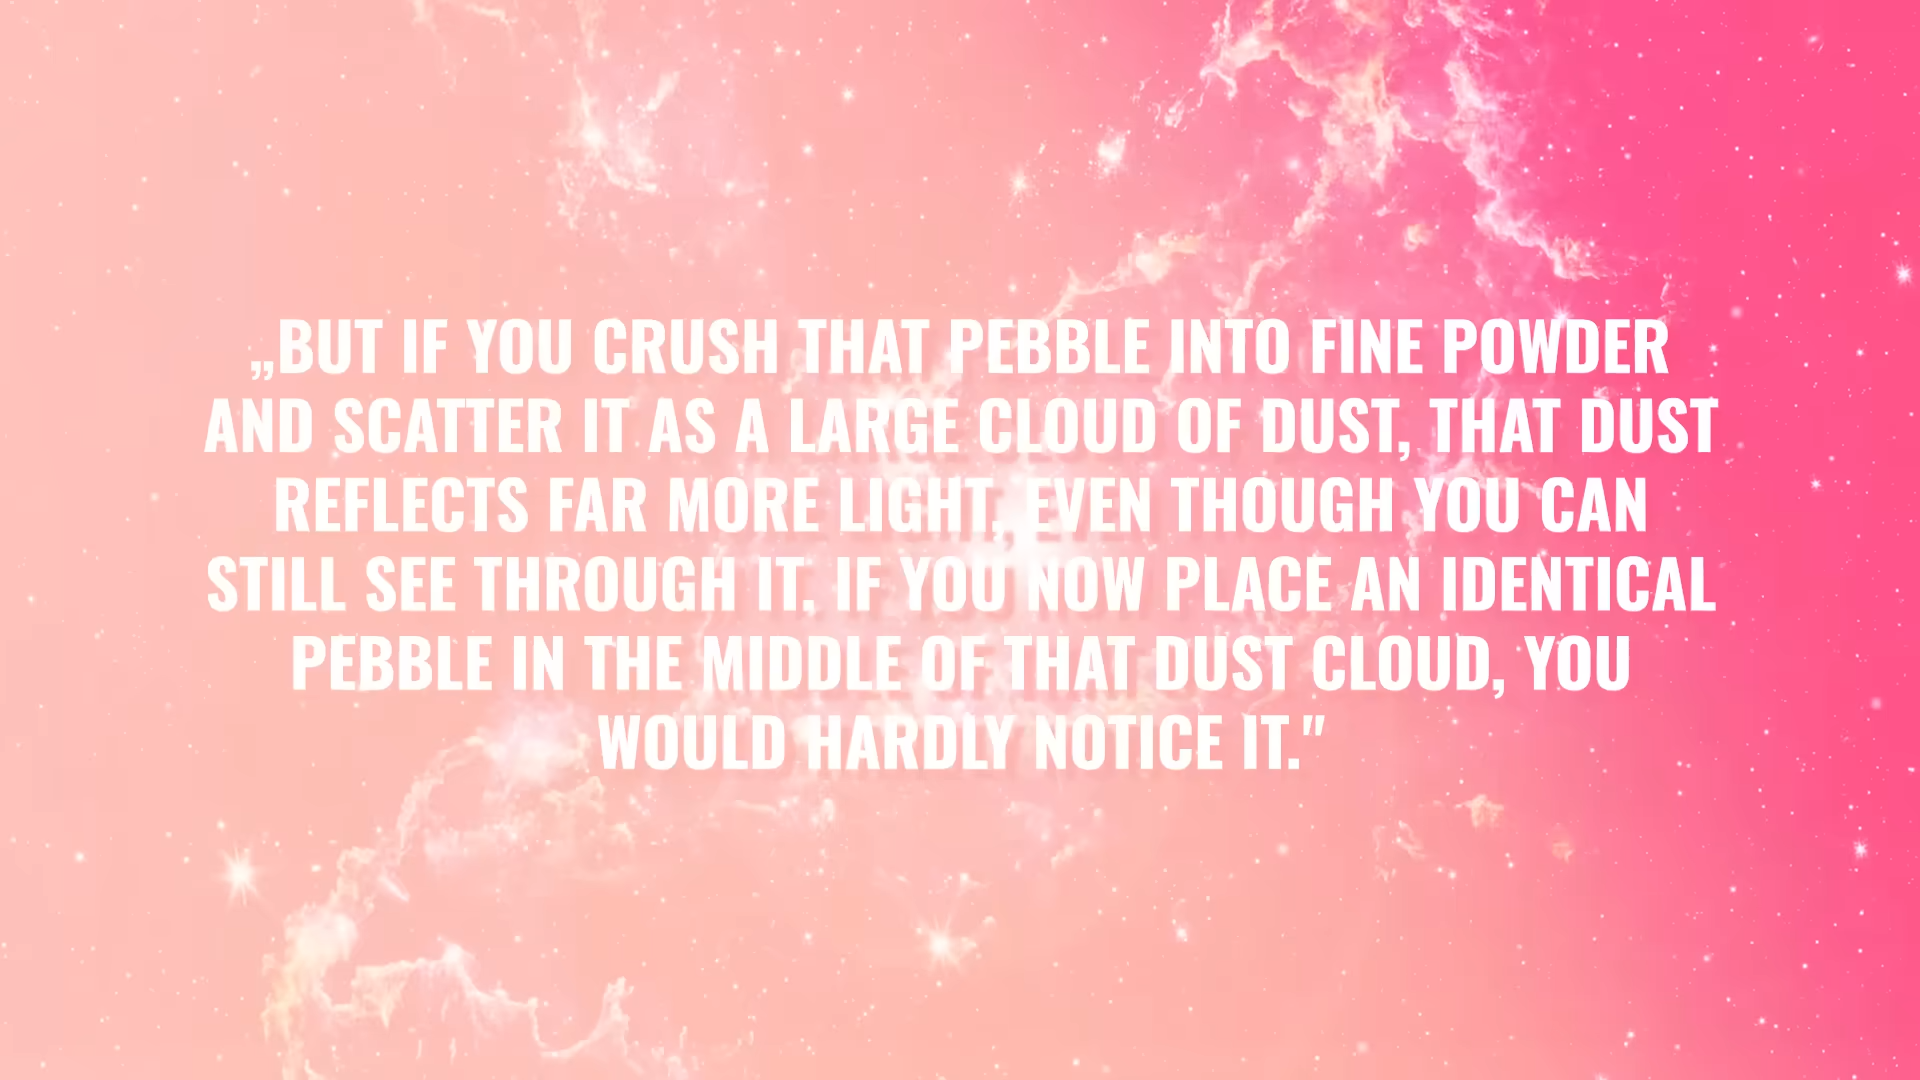 „BUT IF YOU CRUSH THAT PEBBLE INTO FINE POWDER
AND SCATTER IT AS A LARGE CLOUD OF DUST, THAT DUST
REFLECTS FAR MORE LIGHT, EVEN THOUGH YOU CAN
STILL SEE THROUGH IT. IF YOU NOW PLACE AN IDENTICAL
PEBBLE IN THE MIDDLE OF THAT DUST CLOUD, YOU
WOULD HARDLY NOTICE IT."